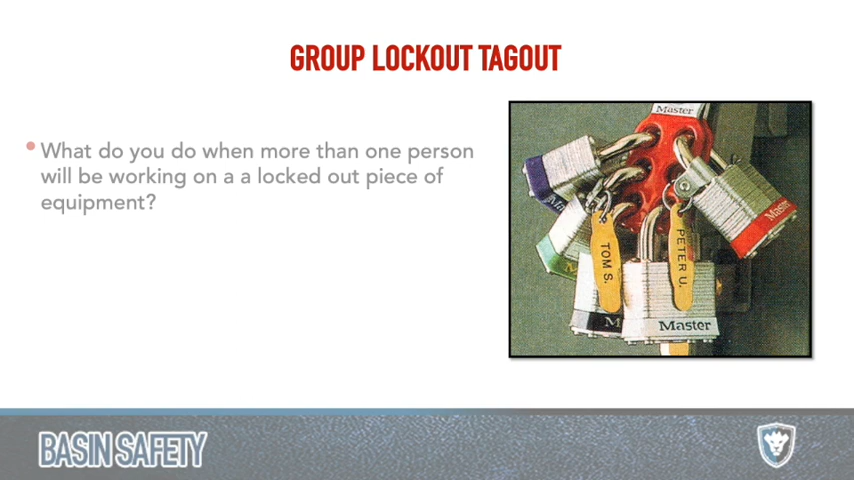 GROUP LOCKOUT TAGOUT
• What do you do when more than one person
will be working on a a locked out piece of
equipment?
Master
Master
TOM S.
PETER U.
M
Master
BASIN SAFETY